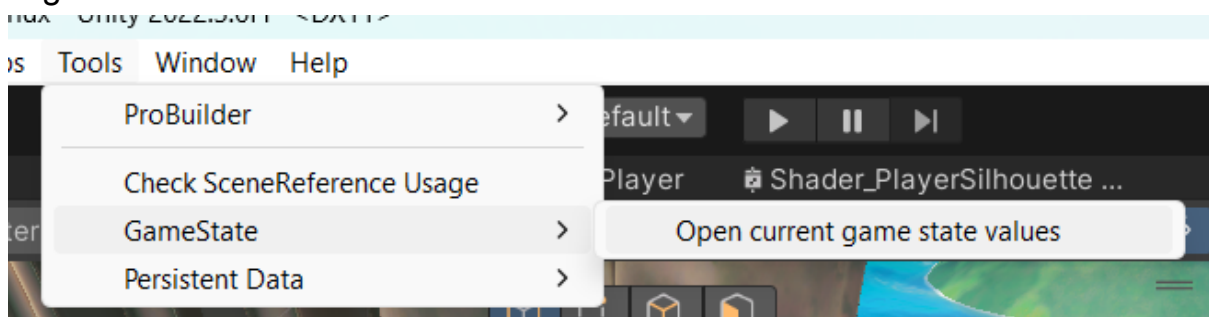 Tools Window Help
ProBuilder
Player Shader_PlayerSilhouette ...
Check SceneReference Usage
GameState
Open current game state values
Persistent Data